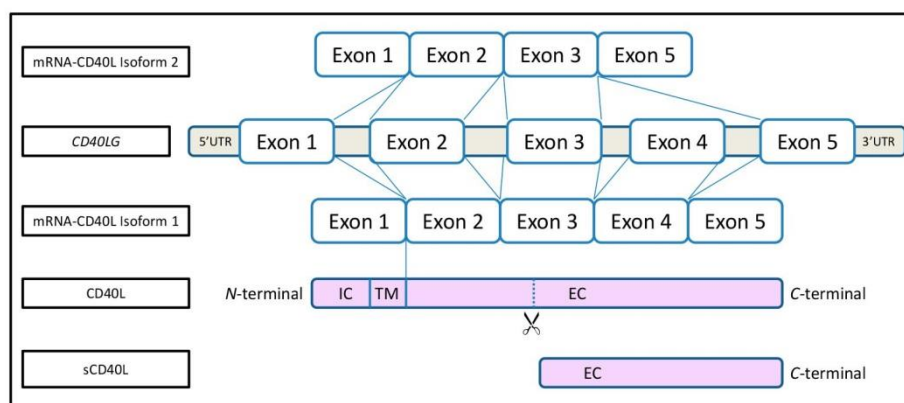 mRNA-CD40L Isoform 2
Exon 1 Exon 2 Exon 3 Exon 5
CD40LG
5'UTR Exon 1 Exon 2 Exon 3 Exon 4 Exon 5 3'UTR
mRNA-CD40L Isoform 1
Exon 1 Exon 2 Exon 3 Exon 4 Exon 5
CD40L
N-terminal IC TM EC C-terminal
sCD40L
EC C-terminal